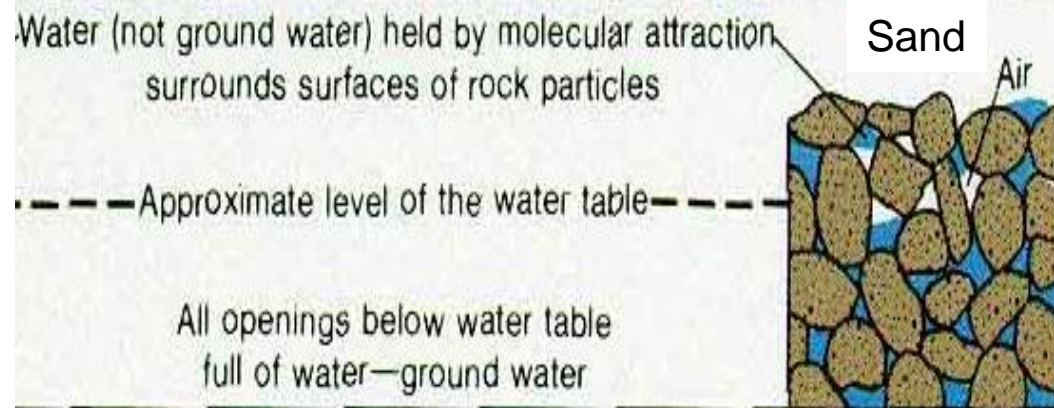 Water (not ground water) held by molecular attraction
surrounds surfaces of rock particles
Sand
Air
Approximate level of the water table
All openings below water table
full of water—ground water